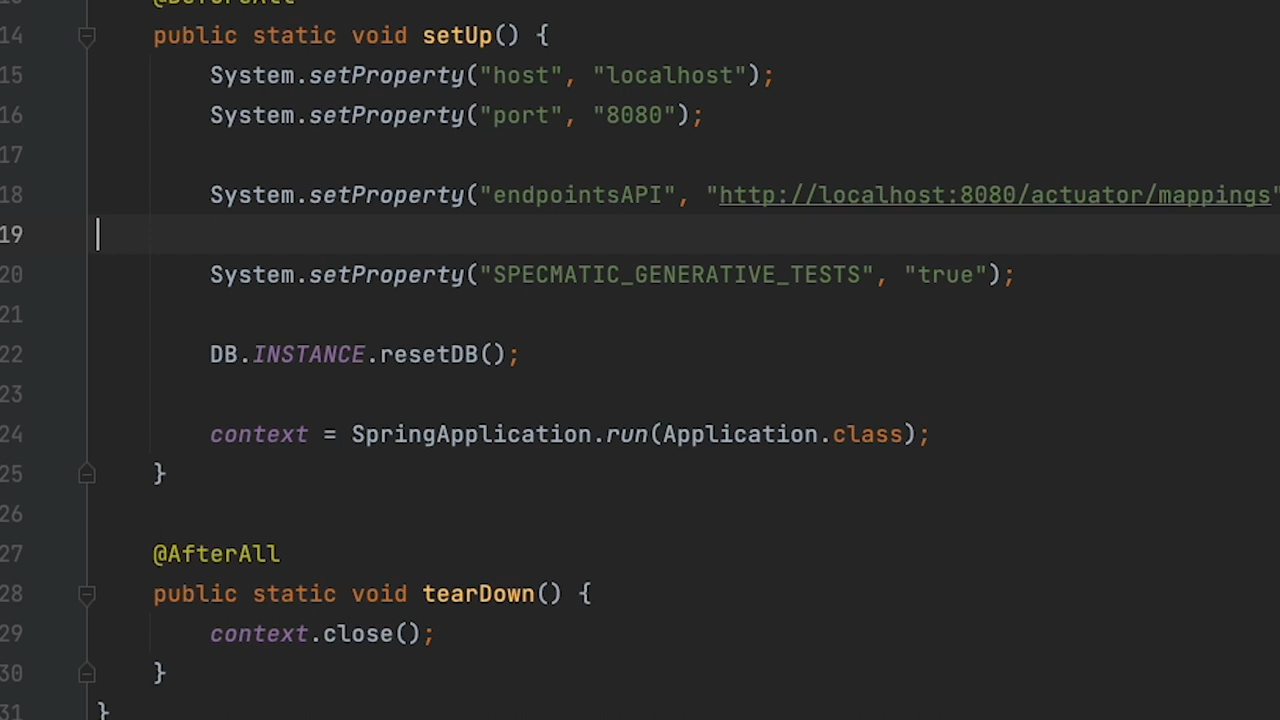 @BeforeAll
14 public static void setUp() {
15 System.setProperty("host", "localhost");
16 System.setProperty("port", "8080");
17
18 System.setProperty("endpointsAPI", "http://localhost:8080/actuator/mappings"
19
20 System.setProperty("SPECMATIC_GENERATIVE_TESTS", "true");
21
22 DB.INSTANCE.resetDB();
23
24 context = SpringApplication.run(Application.class);
25 }
26
27 @AfterAll
28 public static void tearDown() {
29 context.close();
30 }
31 }